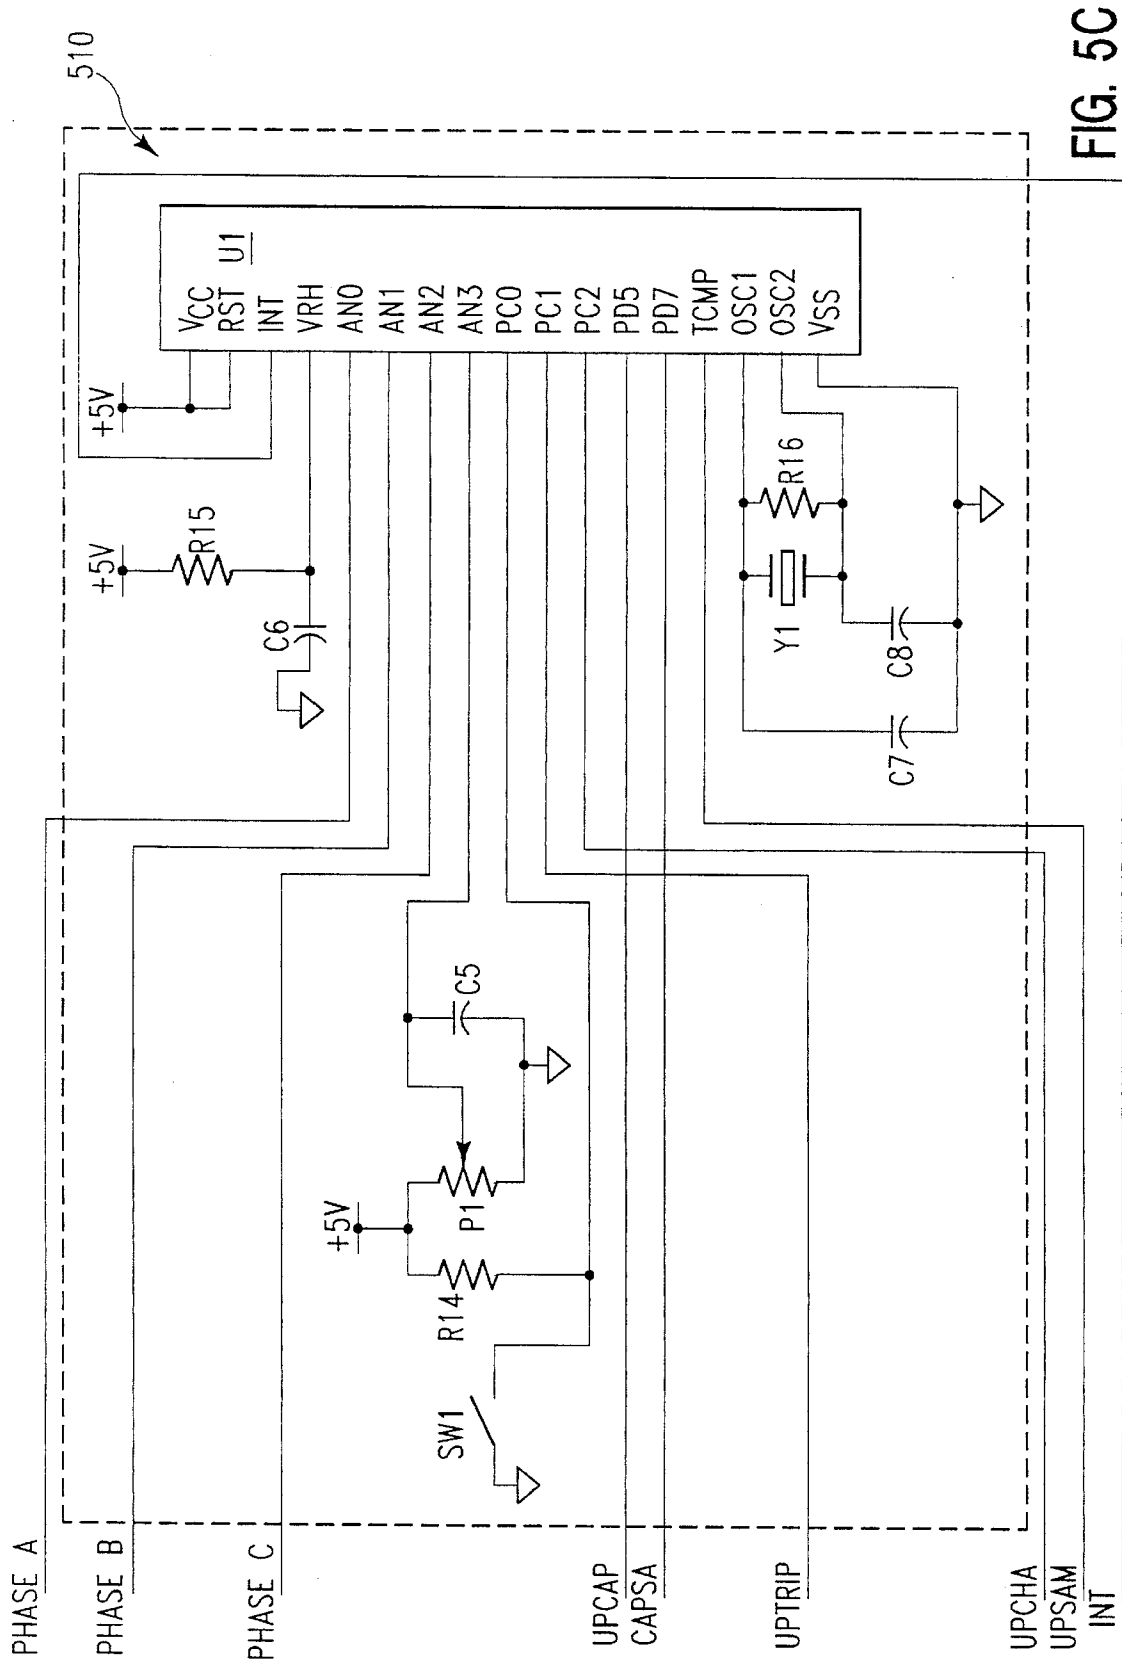 510
+5V
+5V
R15
C6
U1
VCC
RST
INT
VRH
AN0
AN1
AN2
AN3
PC0
PC1
PC2
PD5
PD7
TCMP
OSC1
OSC2
VSS
R16
Y1
C8
C7
C5
+5V
P1
R14
SW1
PHASE A
PHASE B
PHASE C
UPCAP
CAPSA
UPTRIP
UPCHA
UPSAM
INT
FIG. 5C